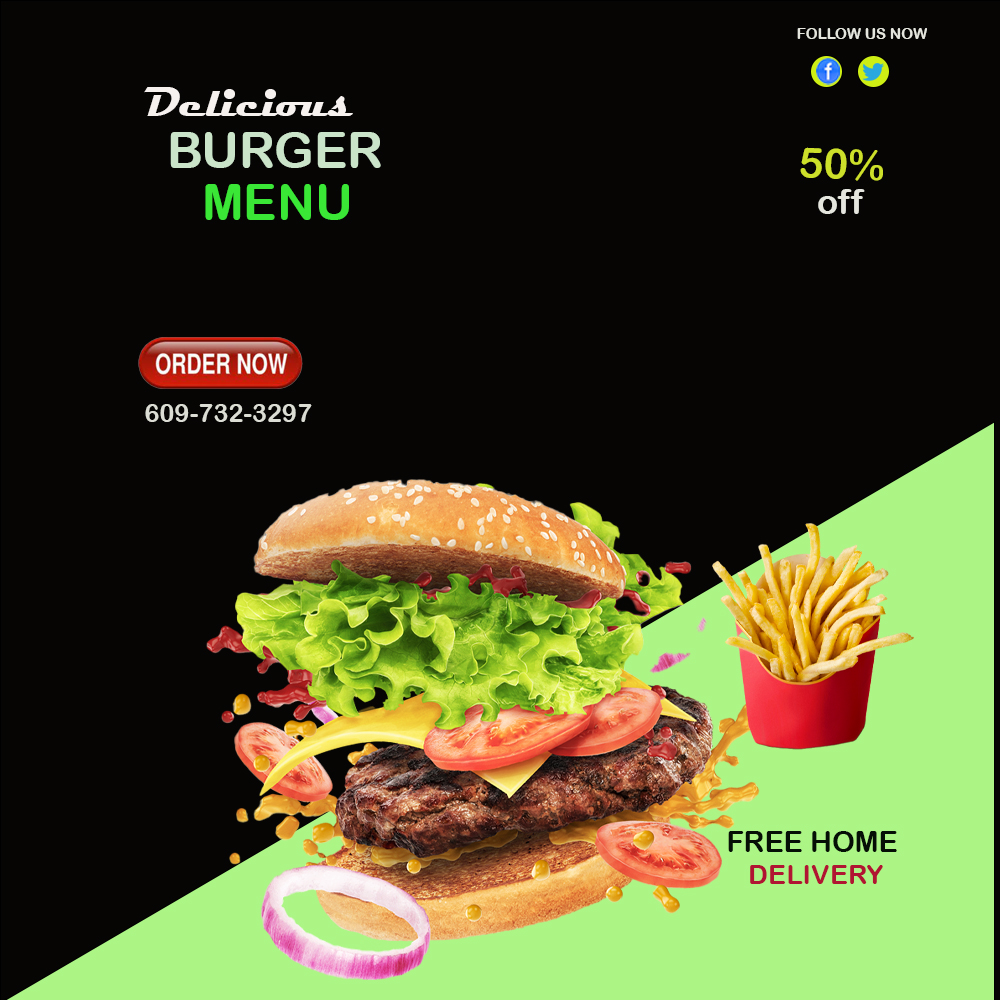 FOLLOW US NOW
f
Delicious
BURGER
MENU
50%
off
ORDER NOW
609-732-3297
FREE HOME
DELIVERY